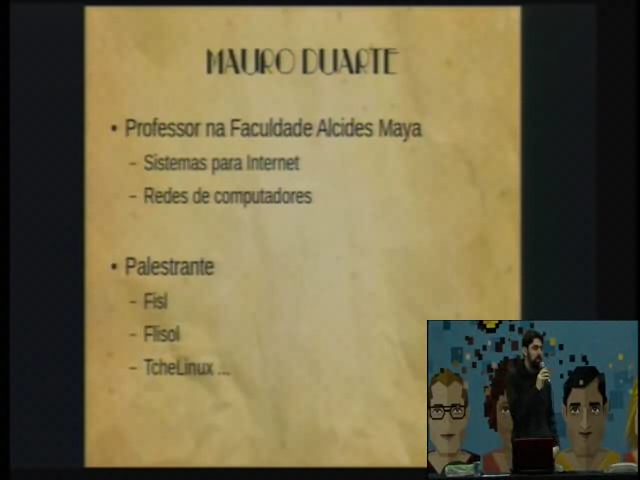 MAURO DUARTE
• Professor na Faculdade Alcides Maya
– Sistemas para Internet
– Redes de computadores
• Palestrante
– Fisl
– Flisol
– TcheLinux ...